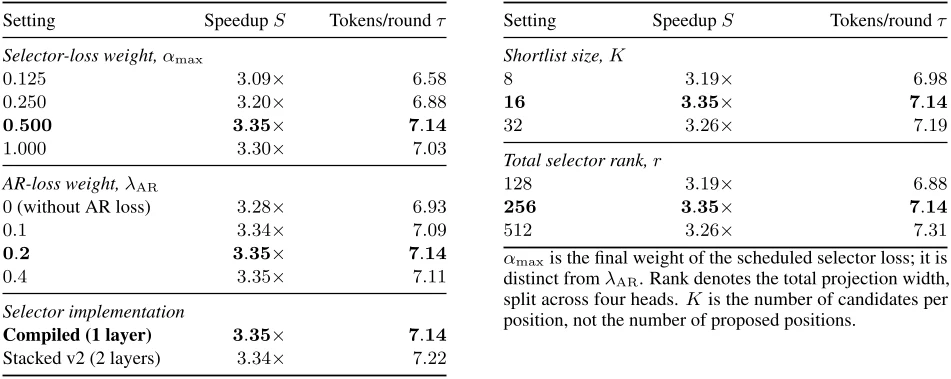 Setting Speedup S Tokens/round τ
Selector-loss weight, α_max
0.125 3.09× 6.58
0.250 3.20× 6.88
0.500 3.35× 7.14
1.000 3.30× 7.03
AR-loss weight, λ_AR
0 (without AR loss) 3.28× 6.93
0.1 3.34× 7.09
0.2 3.35× 7.14
0.4 3.35× 7.11
Selector implementation
Compiled (1 layer) 3.35× 7.14
Stacked v2 (2 layers) 3.34× 7.22
Setting Speedup S Tokens/round τ
Shortlist size, K
8 3.19× 6.98
16 3.35× 7.14
32 3.26× 7.19
Total selector rank, r
128 3.19× 6.88
256 3.35× 7.14
512 3.26× 7.31
α_max is the final weight of the scheduled selector loss; it is
distinct from λ_AR. Rank denotes the total projection width,
split across four heads. K is the number of candidates per
position, not the number of proposed positions.